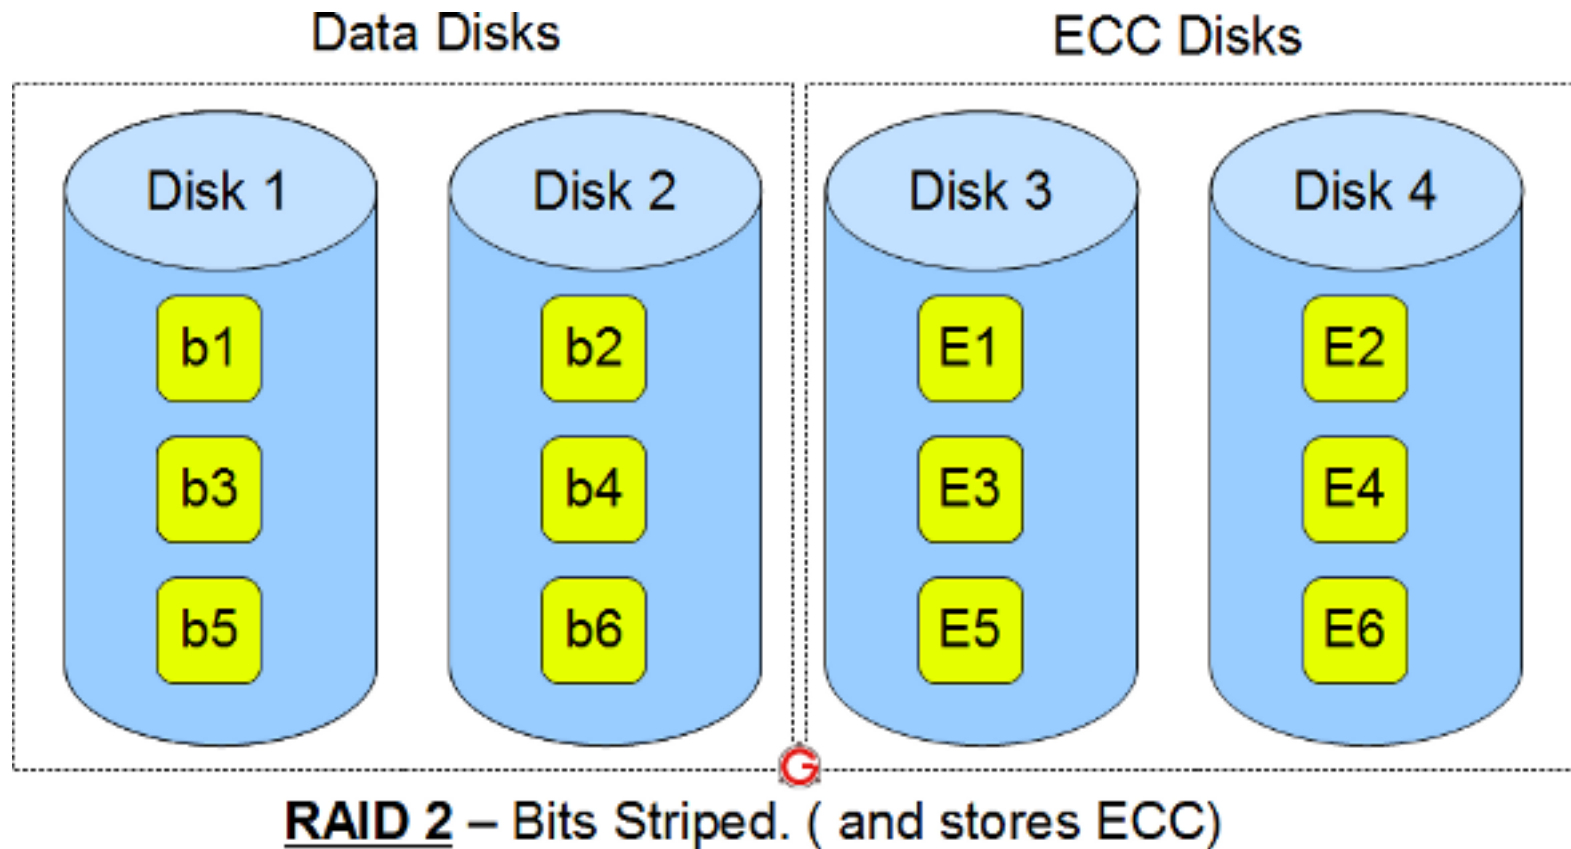 Data Disks ECC Disks
Disk 1 Disk 2 Disk 3 Disk 4
b1 b2 E1 E2
b3 b4 E3 E4
b5 b6 E5 E6
G
RAID 2 – Bits Striped. ( and stores ECC)